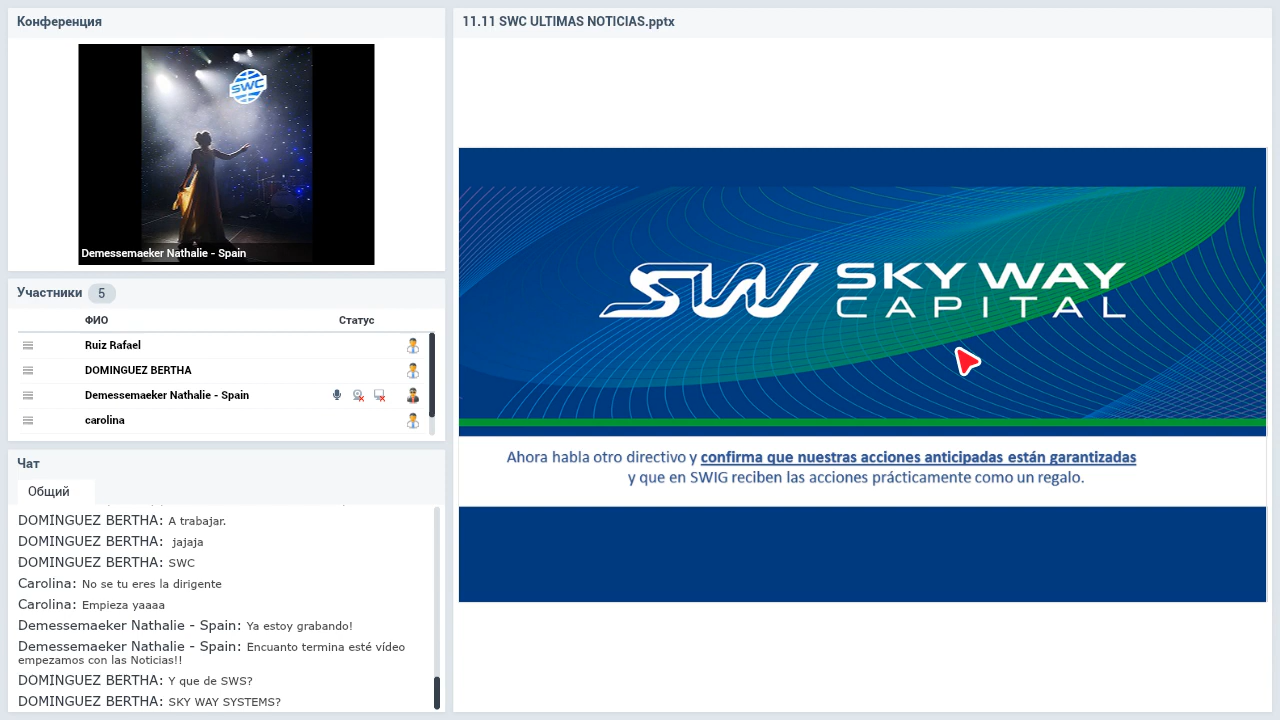 Конференция
SWC
Demessemaeker Nathalie - Spain
Участники 5
ФИО Статус
Ruiz Rafael
DOMINGUEZ BERTHA
Demessemaeker Nathalie - Spain
carolina
Чат
Общий
DOMINGUEZ BERTHA: A trabajar.
DOMINGUEZ BERTHA: jajaja
DOMINGUEZ BERTHA: SWC
Carolina: No se tu eres la dirigente
Carolina: Empieza yaaaa
Demessemaeker Nathalie - Spain: Ya estoy grabando!
Demessemaeker Nathalie - Spain: Encuanto termina esté vídeo
empezamos con las Noticias!!
DOMINGUEZ BERTHA: Y que de SWS?
DOMINGUEZ BERTHA: SKY WAY SYSTEMS?
11.11 SWC ULTIMAS NOTICIAS.pptx
SW SKY WAY
CAPITAL
Ahora habla otro directivo y confirma que nuestras acciones anticipadas están garantizadas
y que en SWIG reciben las acciones prácticamente como un regalo.